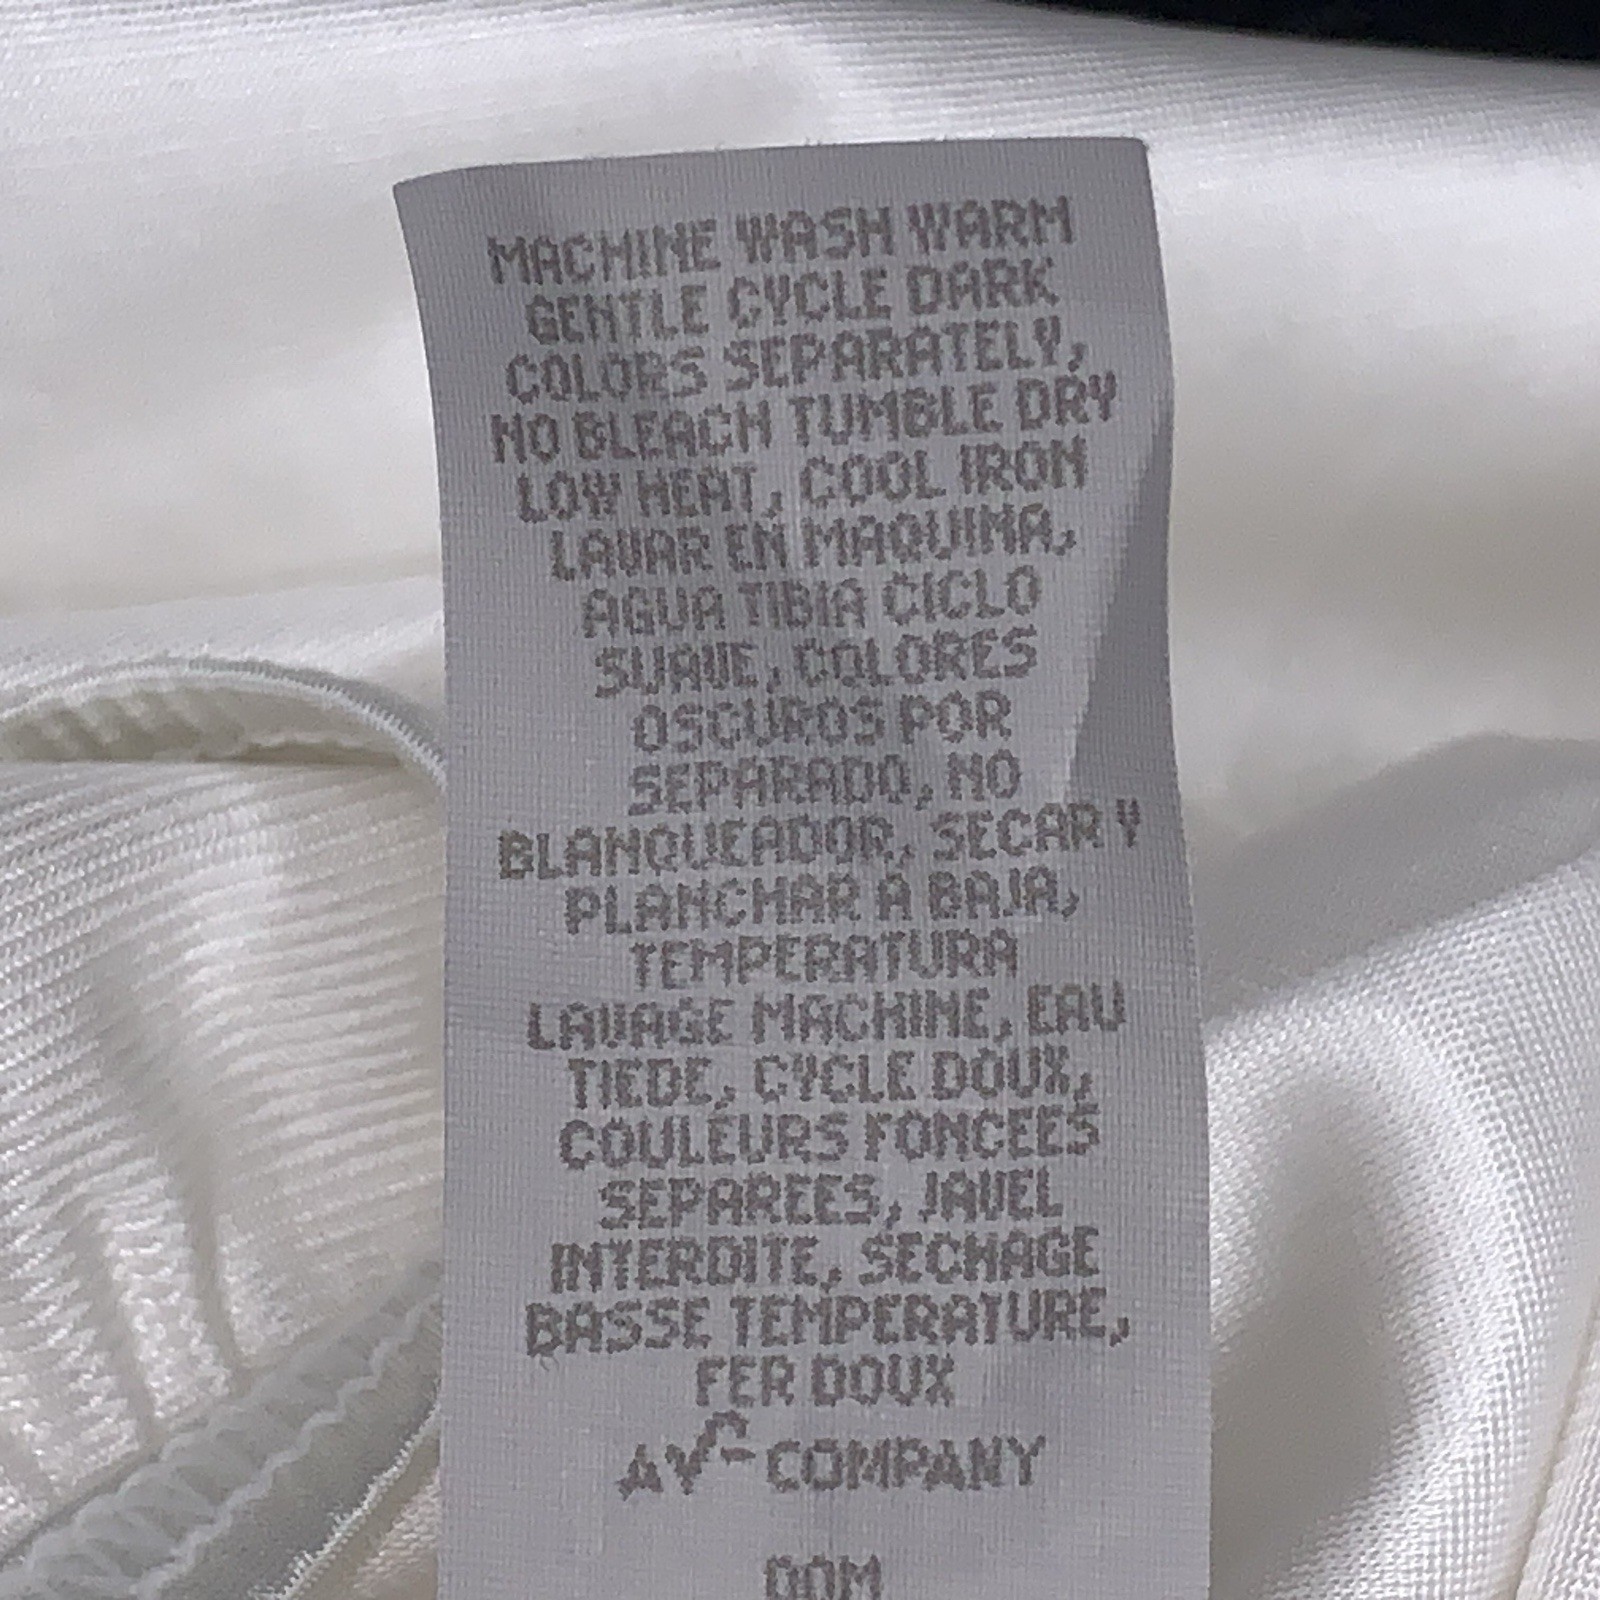 MACHINE WASH WARM
GENTLE CYCLE DARK
COLORS SEPARATELY,
NO BLEACH TUMBLE DRY
LOW HEAT, COOL IRON
LAVAR EN MAQUINA,
AGUA TIBIA CICLO
SUAVE, COLORES
OSCUROS POR
SEPARADO, NO
BLANQUEADOR, SECAR Y
PLANCHAR A BAJA,
TEMPERATURA
LAVAGE MACHINE, EAU
TIEDE, CYCLE DOUX,
COULEURS FONCEES
SEPAREES, JAVEL
INTERDITE, SECHAGE
BASSE TEMPERATURE,
FER DOUX
COMPANY